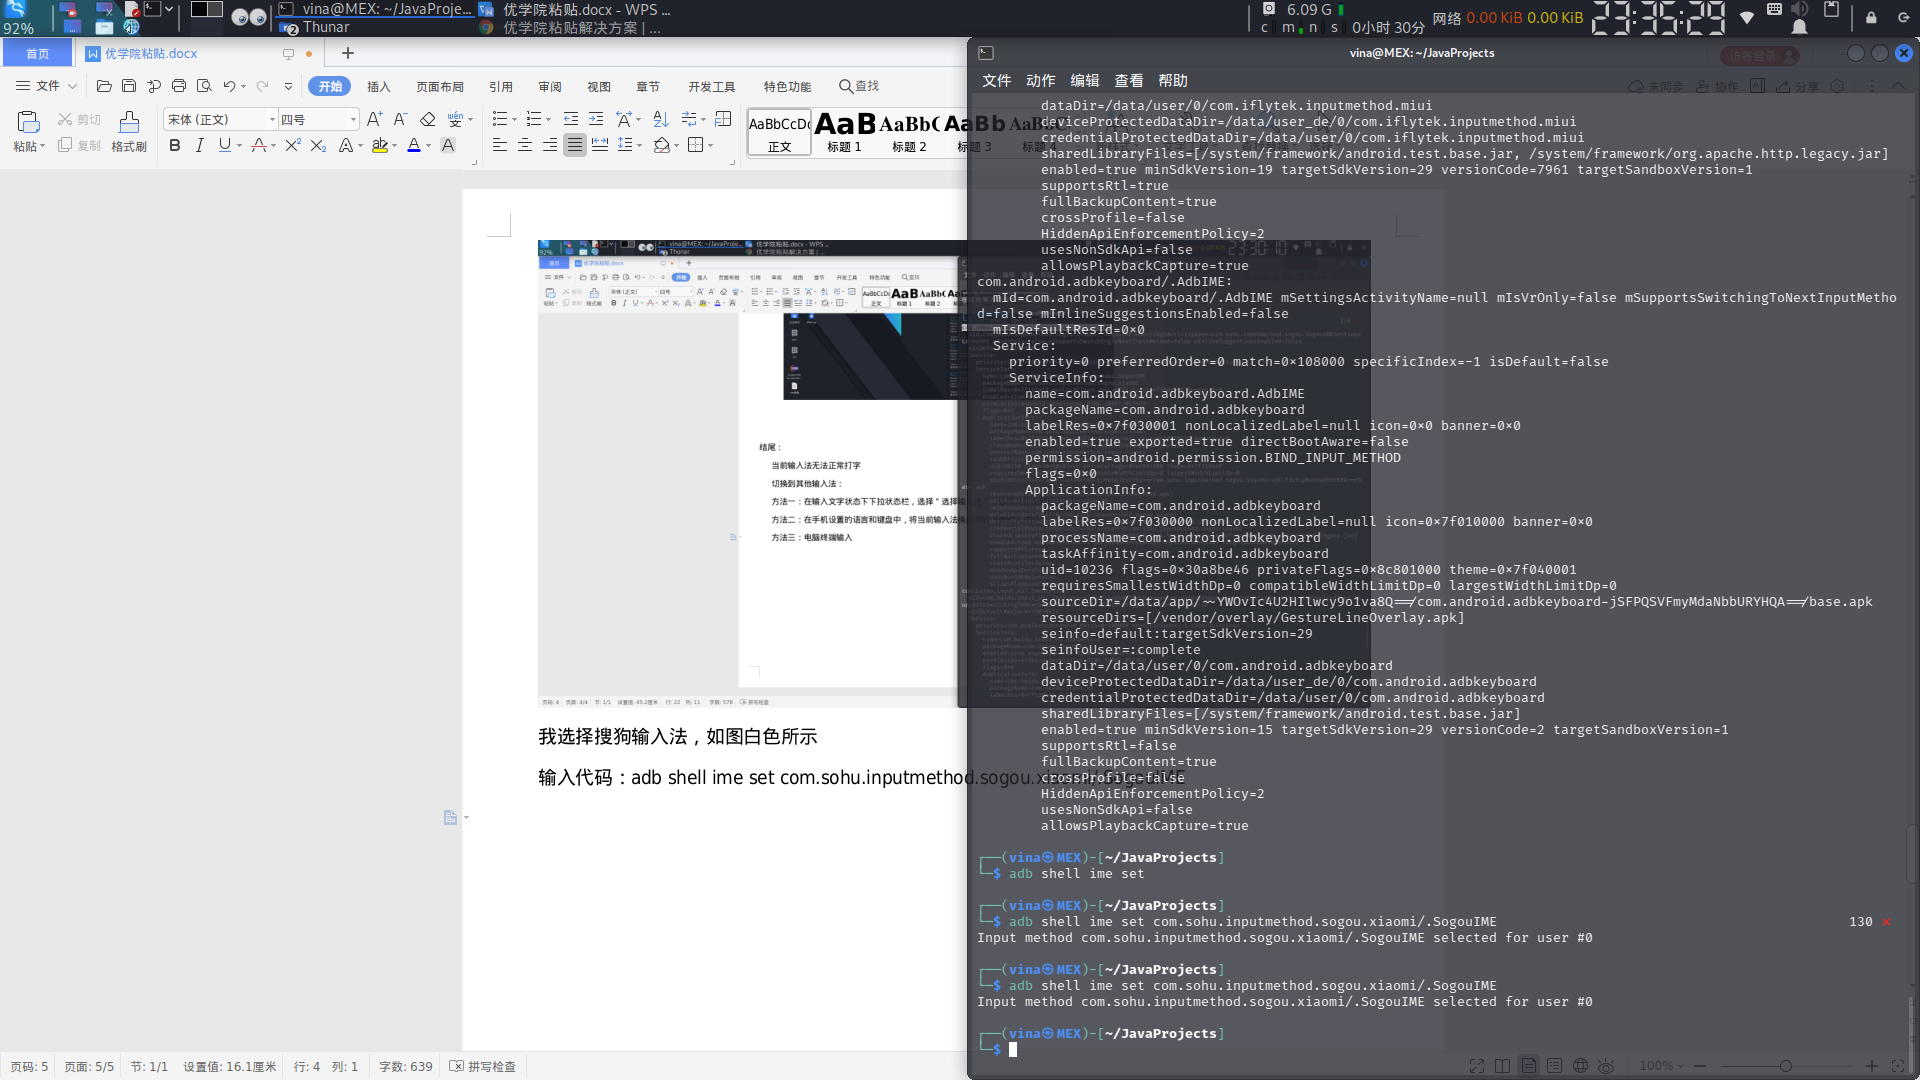 92%
vina@MEX: ~/JavaProje...
Thunar
优学院粘贴.docx - WPS ...
优学院粘贴解决方案 | ...
6.09 G
c m n s
0小时 30分
网络 0.00 KiB 0.00 KiB
23:35:29
首页
优学院粘贴.docx
文件 开始 插入 页面布局 引用 审阅 视图 章节 开发工具 特色功能 查找
粘贴 剪切 复制 格式刷
宋体 (正文) 四号
AaBbCcDc 正文
AaB 标题 1
AaBb( 标题 2
AaBb 标题 3
标题 4
结尾：
当前输入法无法正常打字
切换到其他输入法：
方法一：在输入文字状态下下拉状态栏，选择“选择
方法二：在手机设置的语言和键盘中，将当前输入法
方法三：电脑终端输入
我选择搜狗输入法，如图白色所示
输入代码：adb shell ime set com.sohu.inputmethod.sogou.xiaomi/.SogouIME
页码: 5 页面: 5/5 节: 1/1 设置值: 16.1厘米 行: 4 列: 1 字数: 639 拼写检查
100%
vina@MEX: ~/JavaProjects
文件 动作 编辑 查看 帮助
dataDir=/data/user/0/com.iflytek.inputmethod.miui
deviceProtectedDataDir=/data/user_de/0/com.iflytek.inputmethod.miui
credentialProtectedDataDir=/data/user/0/com.iflytek.inputmethod.miui
sharedLibraryFiles=[/system/framework/android.test.base.jar, /system/framework/org.apache.http.legacy.jar]
enabled=true minSdkVersion=19 targetSdkVersion=29 versionCode=7961 targetSandboxVersion=1
supportsRtl=true
fullBackupContent=true
crossProfile=false
HiddenApiEnforcementPolicy=2
usesNonSdkApi=false
allowsPlaybackCapture=true
com.android.adbkeyboard/.AdbIME:
mId=com.android.adbkeyboard/.AdbIME mSettingsActivityName=null mIsVrOnly=false mSupportsSwitchingToNextInputMetho
d=false mInlineSuggestionsEnabled=false
mIsDefaultResId=0×0
Service:
priority=0 preferredOrder=0 match=0×108000 specificIndex=-1 isDefault=false
ServiceInfo:
name=com.android.adbkeyboard.AdbIME
packageName=com.android.adbkeyboard
labelRes=0×7f030001 nonLocalizedLabel=null icon=0×0 banner=0×0
enabled=true exported=true directBootAware=false
permission=android.permission.BIND_INPUT_METHOD
flags=0×0
ApplicationInfo:
packageName=com.android.adbkeyboard
labelRes=0×7f030000 nonLocalizedLabel=null icon=0×7f010000 banner=0×0
processName=com.android.adbkeyboard
taskAffinity=com.android.adbkeyboard
uid=10236 flags=0×30a8be46 privateFlags=0×8c801000 theme=0×7f040001
requiresSmallestWidthDp=0 compatibleWidthLimitDp=0 largestWidthLimitDp=0
sourceDir=/data/app/~~YWOvIc4U2HIlwcy9o1va8Q==/com.android.adbkeyboard-jSFPQSVFmyMdaNbbURYHQA==/base.apk
resourceDirs=[/vendor/overlay/GestureLineOverlay.apk]
seinfo=default:targetSdkVersion=29
seinfoUser=:complete
dataDir=/data/user/0/com.android.adbkeyboard
deviceProtectedDataDir=/data/user_de/0/com.android.adbkeyboard
credentialProtectedDataDir=/data/user/0/com.android.adbkeyboard
sharedLibraryFiles=[/system/framework/android.test.base.jar]
enabled=true minSdkVersion=15 targetSdkVersion=29 versionCode=2 targetSandboxVersion=1
supportsRtl=false
fullBackupContent=true
crossProfile=false
HiddenApiEnforcementPolicy=2
usesNonSdkApi=false
allowsPlaybackCapture=true
(vina㉿MEX)-[~/JavaProjects]
$ adb shell ime set
(vina㉿MEX)-[~/JavaProjects]
$ adb shell ime set com.sohu.inputmethod.sogou.xiaomi/.SogouIME 130 ×
Input method com.sohu.inputmethod.sogou.xiaomi/.SogouIME selected for user #0
(vina㉿MEX)-[~/JavaProjects]
$ adb shell ime set com.sohu.inputmethod.sogou.xiaomi/.SogouIME
Input method com.sohu.inputmethod.sogou.xiaomi/.SogouIME selected for user #0
(vina㉿MEX)-[~/JavaProjects]
$